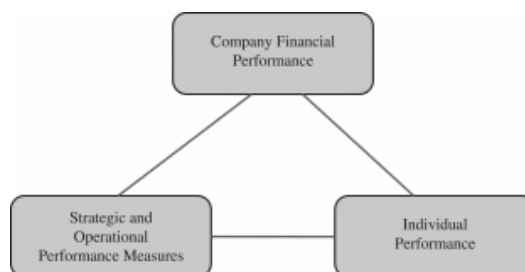 Company Financial
Performance
Strategic and
Operational
Performance Measures
Individual
Performance